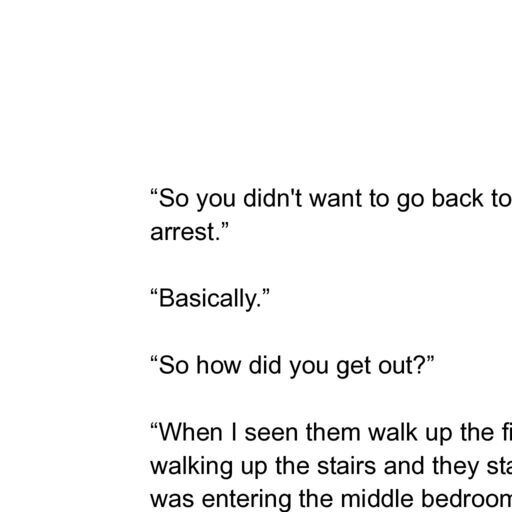 “So you didn't want to go back to
arrest.”
“Basically.”
“So how did you get out?”
“When I seen them walk up the
walking up the stairs and they
was entering the middle